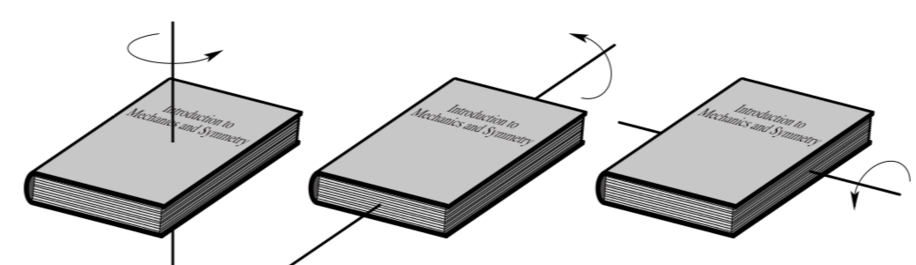 Introduction to
Mechanics and Symmetry
Introduction to
Mechanics and Symmetry
Introduction to
Mechanics and Symmetry